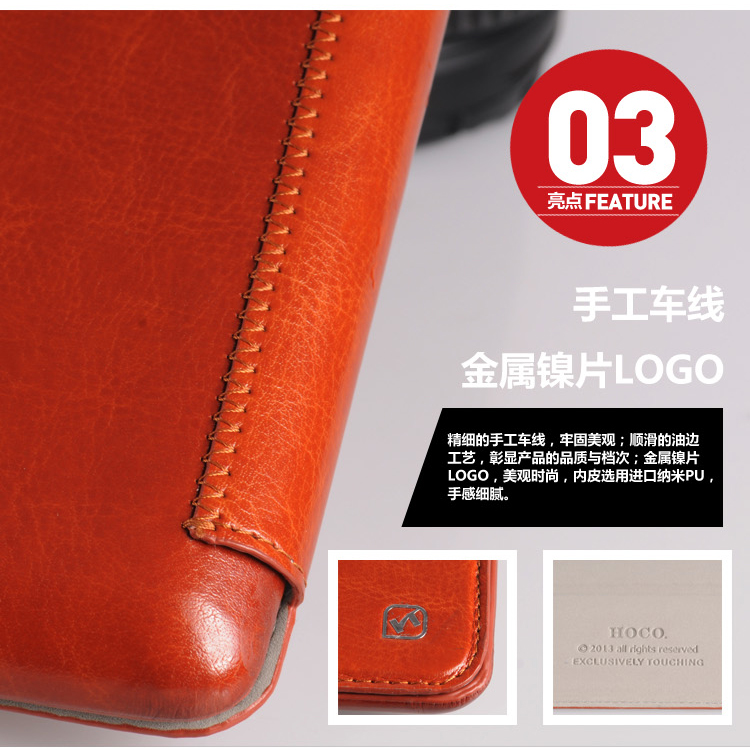 03
亮点FEATURE
手工车线
金属镍片LOGO
精细的手工车线，牢固美观；顺滑的油边
工艺，彰显产品的品质与档次；金属镍片
LOGO，美观时尚，内皮选用进口纳米PU，
手感细腻。
HOCO.
© 2013 all rights reserved
- EXCLUSIVELY TOUCHING